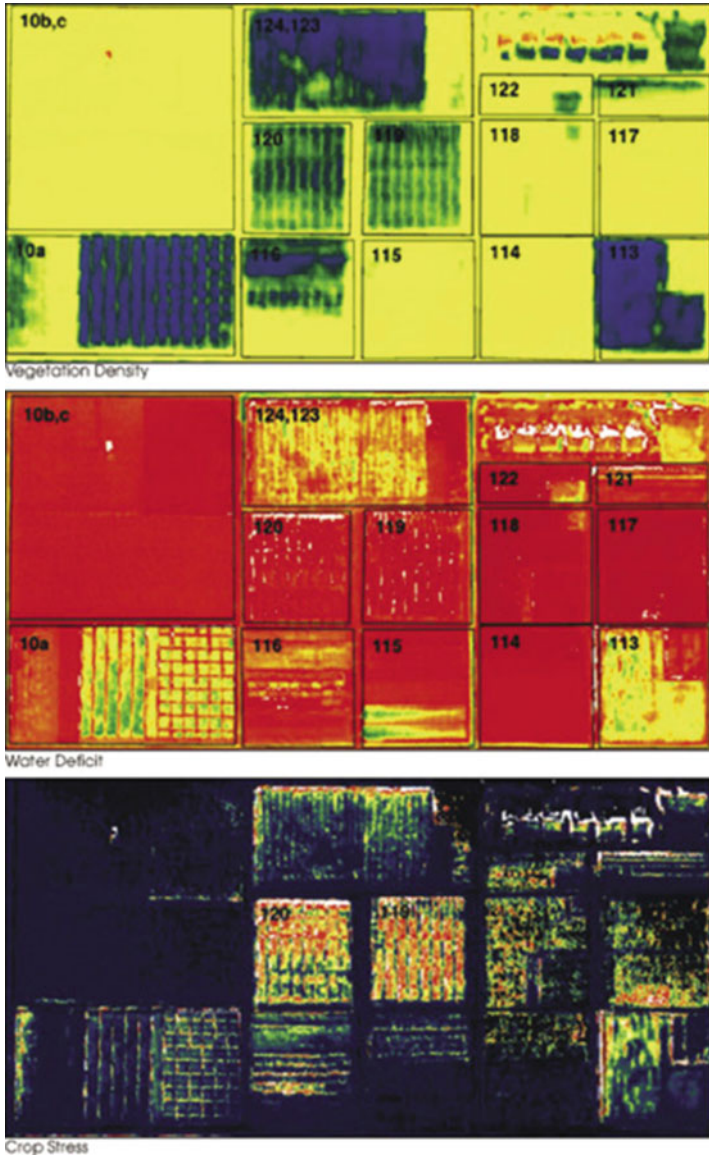 10b,c 124,123
122 121
120 119 118 117
10a 116 115 114 113
Vegetation Density
10b,c 124,123
122 121
120 119 118 117
10a 116 115 114 113
Water Deficit
120 119
Crop Stress